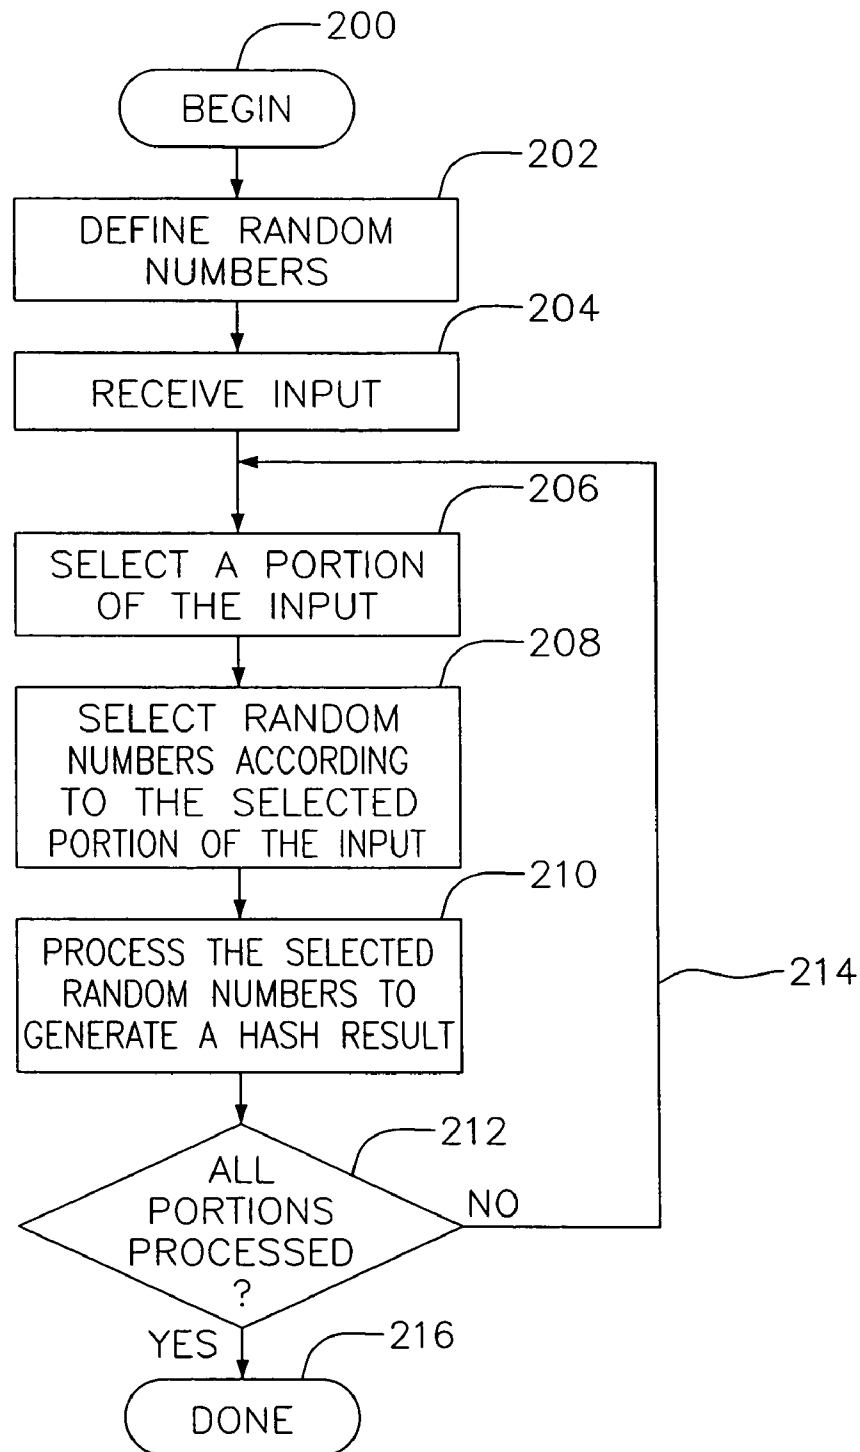 200
BEGIN
202
DEFINE RANDOM
NUMBERS
204
RECEIVE INPUT
206
SELECT A PORTION
OF THE INPUT
208
SELECT RANDOM
NUMBERS ACCORDING
TO THE SELECTED
PORTION OF THE INPUT
210
PROCESS THE SELECTED
RANDOM NUMBERS TO
GENERATE A HASH RESULT
214
212
ALL
PORTIONS
PROCESSED
?
NO
YES
216
DONE